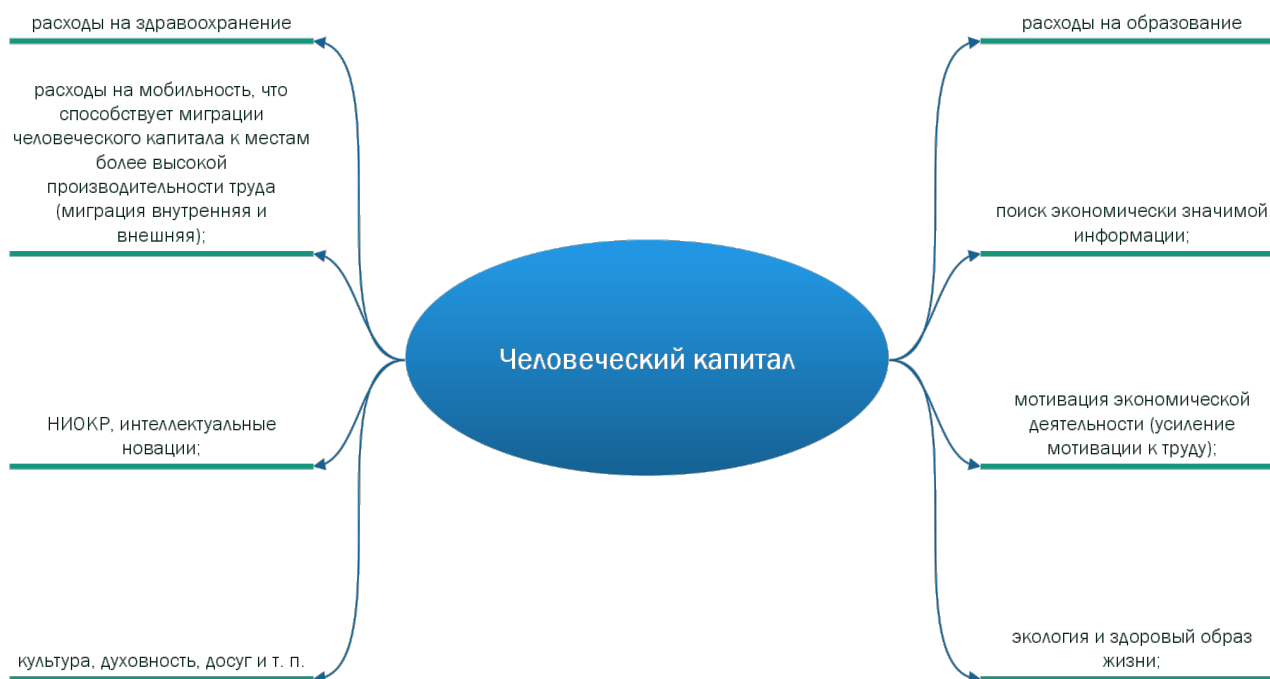 расходы на здравоохранение
расходы на мобильность, что
способствует миграции
человеческого капитала к местам
более высокой
производительности труда
(миграция внутренняя и
внешняя);
НИОКР, интеллектуальные
новации;
культура, духовность, досуг и т. п.
Человеческий капитал
расходы на образование
поиск экономически значимой
информации;
мотивация экономической
деятельности (усиление
мотивации к труду);
экология и здоровый образ
жизни;